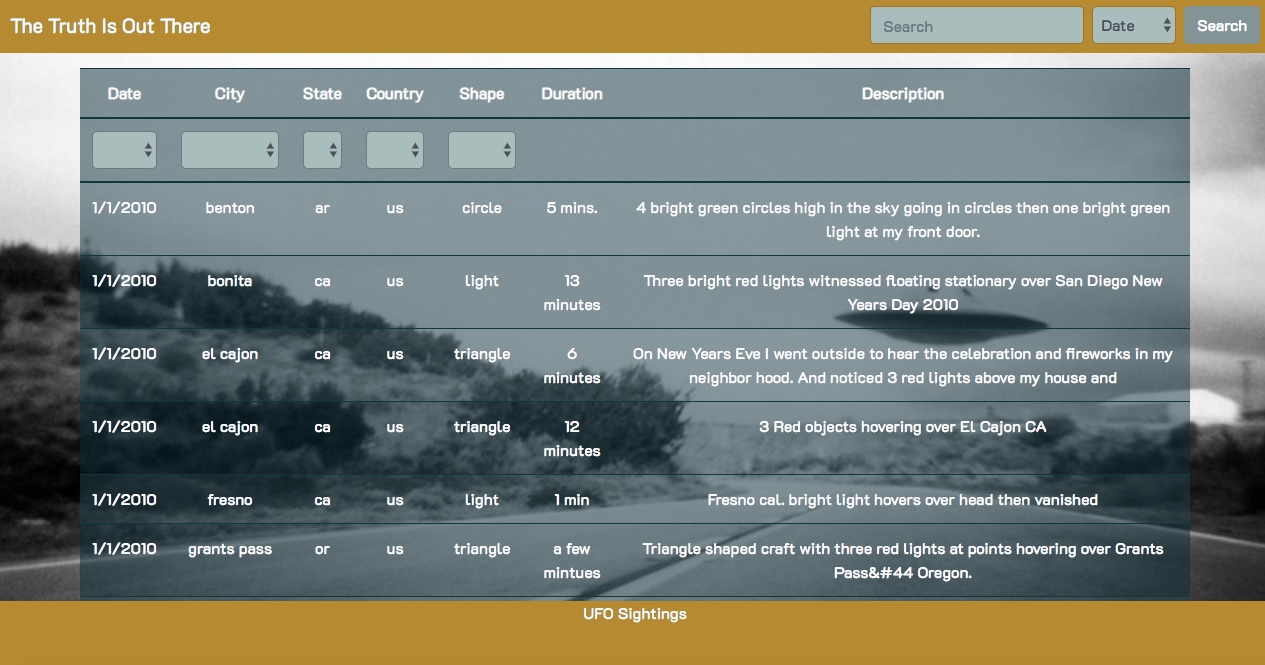 The Truth Is Out There
Search Date Search
Date City State Country Shape Duration Description
1/1/2010 benton ar us circle 5 mins. 4 bright green circles high in the sky going in circles then one bright green
light at my front door.
1/1/2010 bonita ca us light 13 Three bright red lights witnessed floating stationary over San Diego New
minutes Years Day 2010
1/1/2010 el cajon ca us triangle 6 On New Years Eve I went outside to hear the celebration and fireworks in my
minutes neighbor hood. And noticed 3 red lights above my house and
1/1/2010 el cajon ca us triangle 12 3 Red objects hovering over El Cajon CA
minutes
1/1/2010 fresno ca us light 1 min Fresno cal. bright light hovers over head then vanished
1/1/2010 grants pass or us triangle a few Triangle shaped craft with three red lights at points hovering over Grants
mintues Pass&#44 Oregon.
UFO Sightings